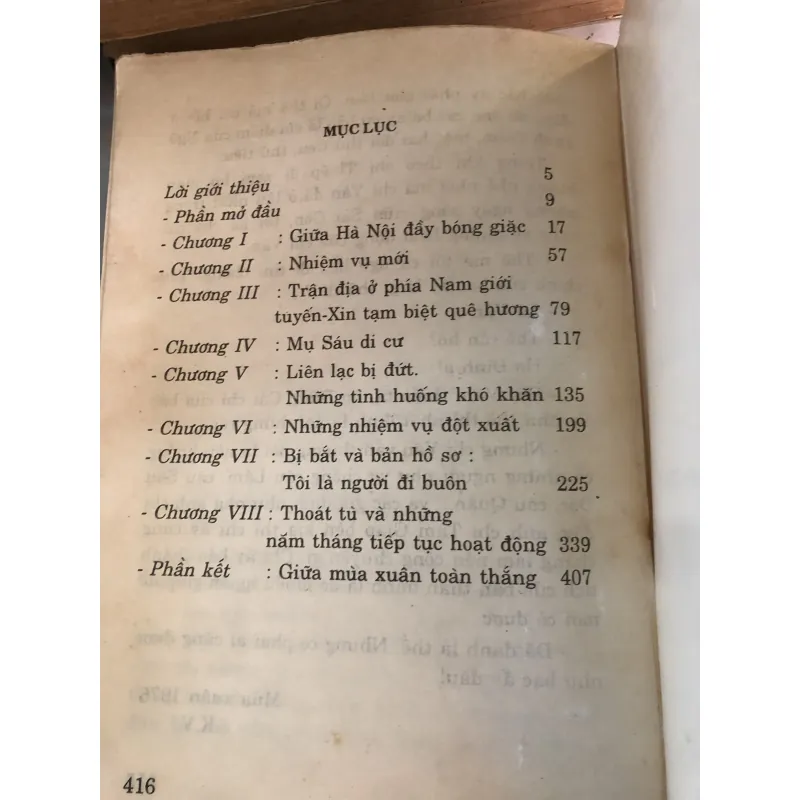 MỤC LỤC
Lời giới thiệu 5
- Phần mở đầu 9
- Chương I : Giữa Hà Nội đầy bóng giặc 17
- Chương II : Nhiệm vụ mới 57
- Chương III : Trận địa ở phía Nam giới
tuyến-Xin tạm biệt quê hương 79
- Chương IV : Mụ Sáu di cư 117
- Chương V : Liên lạc bị đứt.
Những tình huống khó khăn 135
- Chương VI : Những nhiệm vụ đột xuất 199
- Chương VII : Bị bắt và bản hồ sơ :
Tôi là người đi buôn 225
- Chương VIII : Thoát tù và những
năm tháng tiếp tục hoạt động 339
- Phần kết : Giữa mùa xuân toàn thắng 407
416